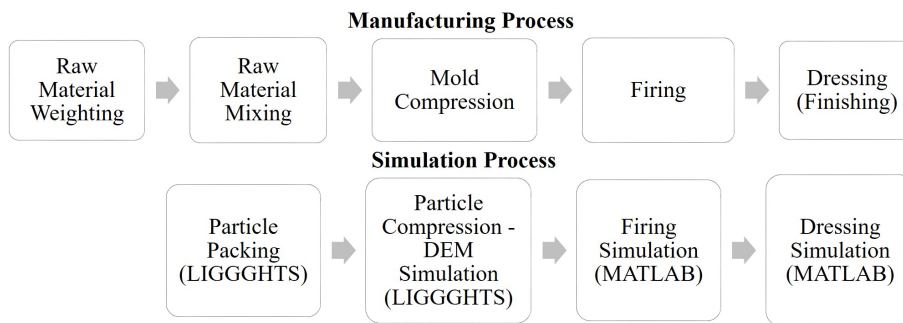 Manufacturing Process
Raw
Material
Weighting
Raw
Material
Mixing
Mold
Compression
Firing
Dressing
(Finishing)
Simulation Process
Particle
Packing
(LIGGGHTS)
Particle
Compression -
DEM
Simulation
(LIGGGHTS)
Firing
Simulation
(MATLAB)
Dressing
Simulation
(MATLAB)